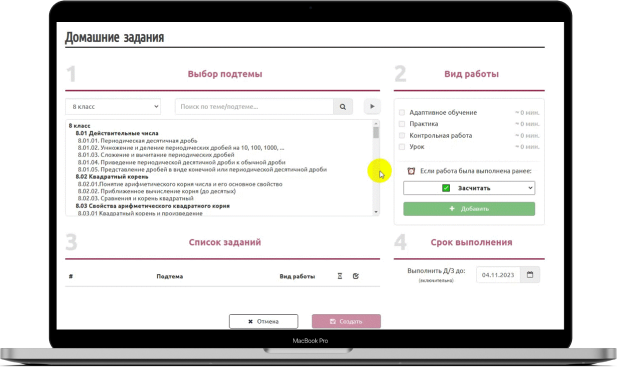 Домашние задания
1 Выбор подтемы
2 Вид работы
8 класс
Поиск по теме/подтеме...
8 класс
8.01 Действительные числа
8.01.01. Периодическая десятичная дробь
8.01.02. Умножение и деление периодических дробей на 10, 100, 1000, ...
8.01.03. Сложение и вычитание периодических дробей
8.01.04. Приведение периодической десятичной дроби к обычной дроби
8.01.05. Представление дробей в виде конечной или периодической десятичной дроби
8.02 Квадратный корень
8.02.01.Понятие арифметического корня числа и его основное свойство
8.02.02. Приближенное вычисление корня (до десятых)
8.02.03. Сравнения и корень квадратный
8.03 Свойства арифметического квадратного корня
8.03.01 Квадратный корень и произведение
Адаптивное обучение ~ 0 мин.
Практика ~ 0 мин.
Контрольная работа ~ 0 мин.
Урок ~ 0 мин.
Если работа была выполнена ранее:
Засчитать
+ Добавить
3 Список заданий
4 Срок выполнения
# Подтема Вид работы
Выполнить Д/З до:
(включительно)
04.11.2023
Отмена
Создать
MacBook Pro